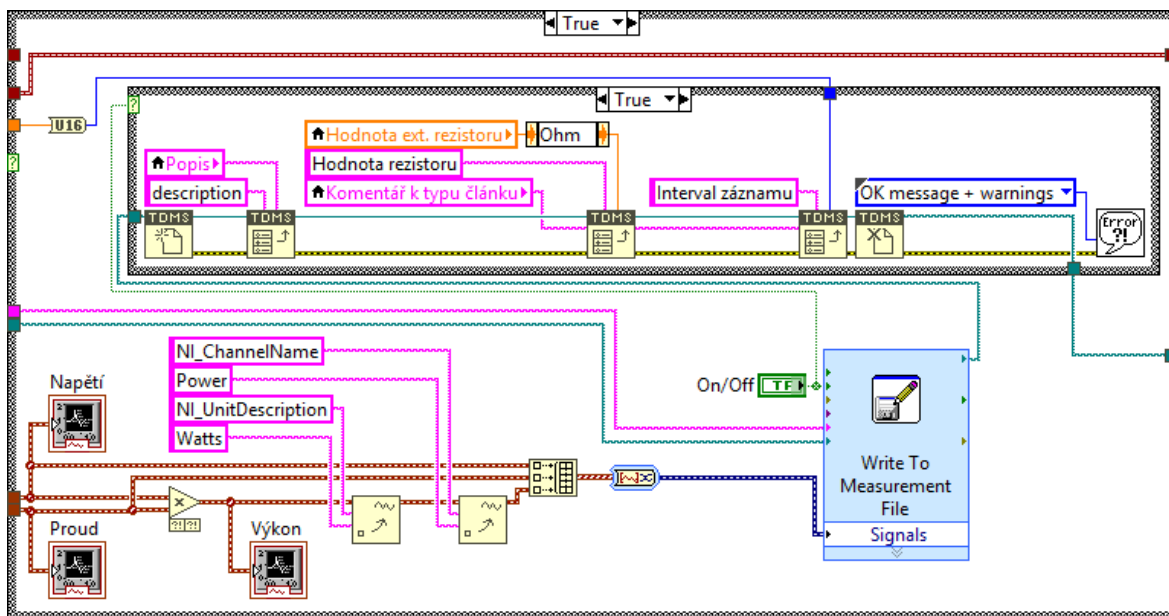 True
True
U16
Hodnota ext. rezistoru
Ohm
Popis
Hodnota rezistoru
description
Komentář k typu článku
Interval záznamu
OK message + warnings
TDMS
TDMS
TDMS
TDMS
TDMS
Error
?!
NI_ChannelName
Napětí
Power
On/Off
TF
NI_UnitDescription
Watts
Write To
Measurement
File
Signals
Proud
Výkon